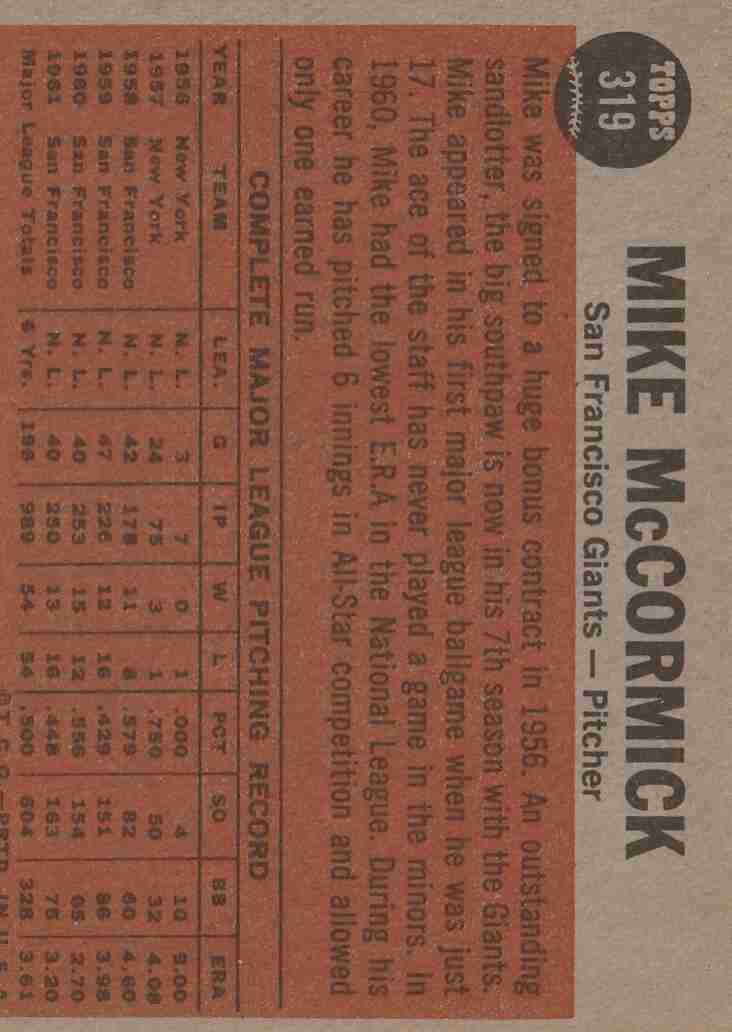 TOPPS
319
MIKE McCORMICK
San Francisco Giants — Pitcher
Mike was signed to a huge bonus contract in 1956. An outstanding
sandlotter, the big southpaw is now in his 7th season with the Giants.
Mike appeared in his first major league ballgame when he was just
17. The ace of the staff has never played a game in the minors. In
1960, Mike had the lowest E.R.A in the National League. During his
career he has pitched 6 innings in All-Star competition and allowed
only one earned run.
COMPLETE MAJOR LEAGUE PITCHING RECORD
YEAR TEAM LEA. G IP W L PCT SO BB ERA
1956 New York N. L. 3 7 0 1 .000 4 10 9.00
1957 New York N. L. 24 75 3 1 .750 50 32 4.08
1958 San Francisco N. L. 42 178 11 8 .579 82 60 4.60
1959 San Francisco N. L. 47 226 12 16 .429 151 86 3.98
1960 San Francisco N. L. 40 253 15 12 .556 154 65 2.70
1961 San Francisco N. L. 40 250 13 16 .448 163 75 3.20
Major League Totals 6 Yrs. 196 989 54 54 .500 604 328 3.61